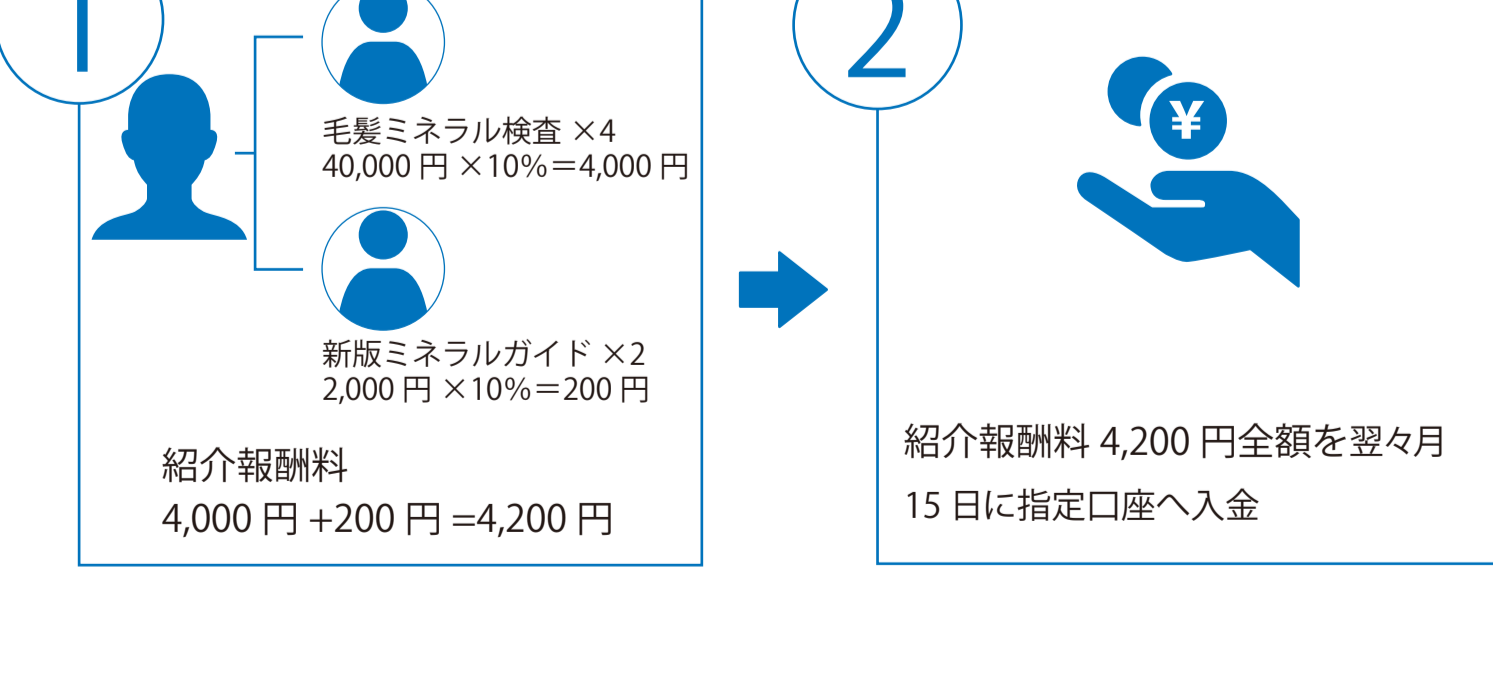 1
毛髪ミネラル検査 ×4
40,000 円 ×10%＝4,000 円
新版ミネラルガイド ×2
2,000 円 ×10%＝200 円
紹介報酬料
4,000 円 +200 円 =4,200 円
2
¥
紹介報酬料 4,200 円全額を翌々月
15 日に指定口座へ入金